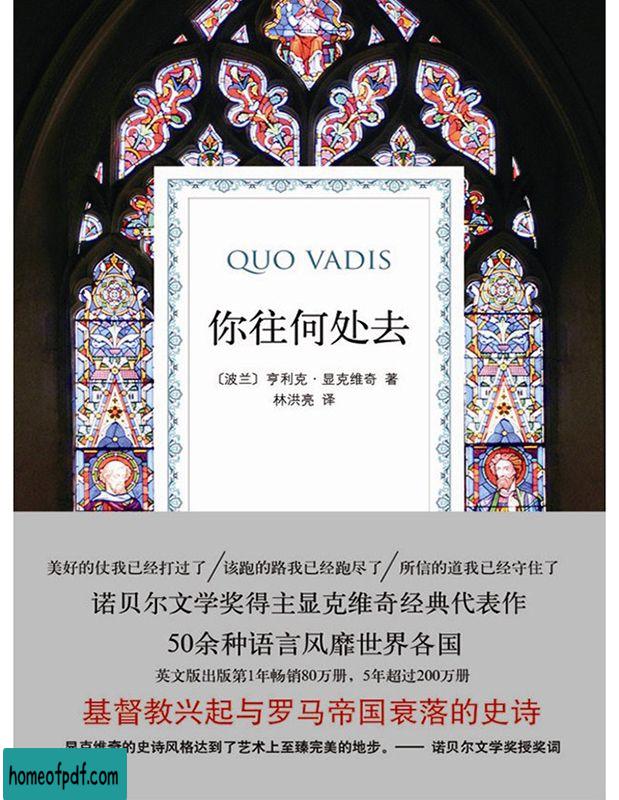 QUO VADIS
你往何处去
〔波兰〕亨利克·显克维奇 著
林洪亮 译
美好的仗我已经打过了/该跑的路我已经跑尽了/所信的道我已经守住了
诺贝尔文学奖得主显克维奇经典代表作
50余种语言风靡世界各国
英文版出版第1年畅销80万册，5年超过200万册
基督教兴起与罗马帝国衰落的史诗
显克维奇的史诗风格达到了艺术上至臻完美的地步。—— 诺贝尔文学奖授奖词
homeofpdf.com